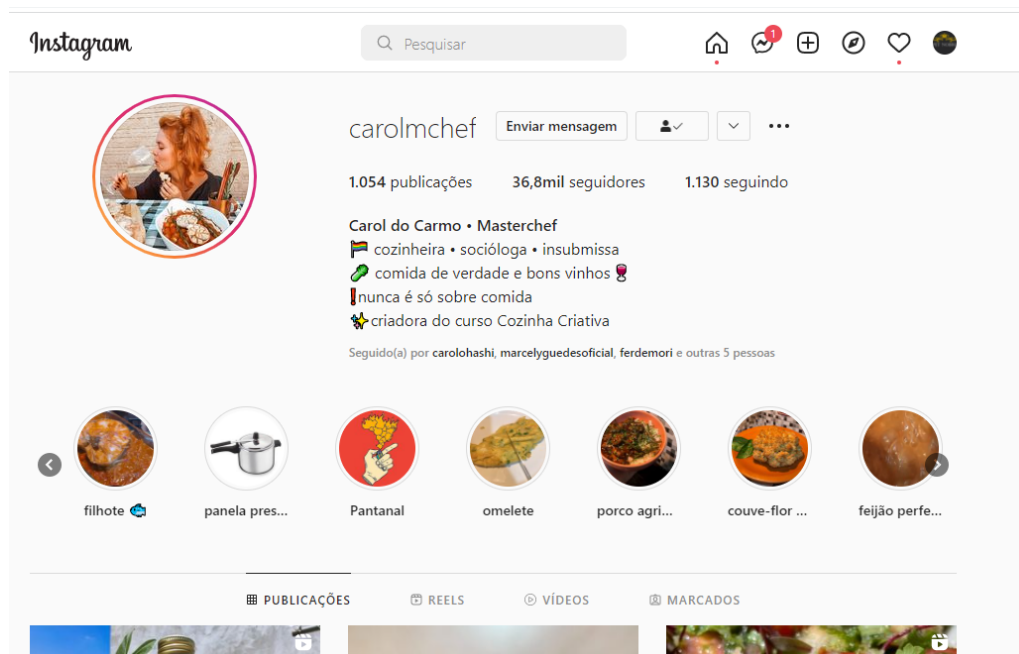 Instagram
Pesquisar
1
carolmchef
Enviar mensagem
1.054 publicações 36,8mil seguidores 1.130 seguindo
Carol do Carmo • Masterchef
🏳️‍🌈 cozinheira • socióloga • insubmissa
🥒 comida de verdade e bons vinhos 🍷
❗nunca é só sobre comida
✨criadora do curso Cozinha Criativa
Seguido(a) por carolohashi, marcelyguedesoficial, ferdemori e outras 5 pessoas
filhote 🐟 panela pres... Pantanal omelete porco agri... couve-flor ... feijão perfe...
PUBLICAÇÕES REELS VÍDEOS MARCADOS